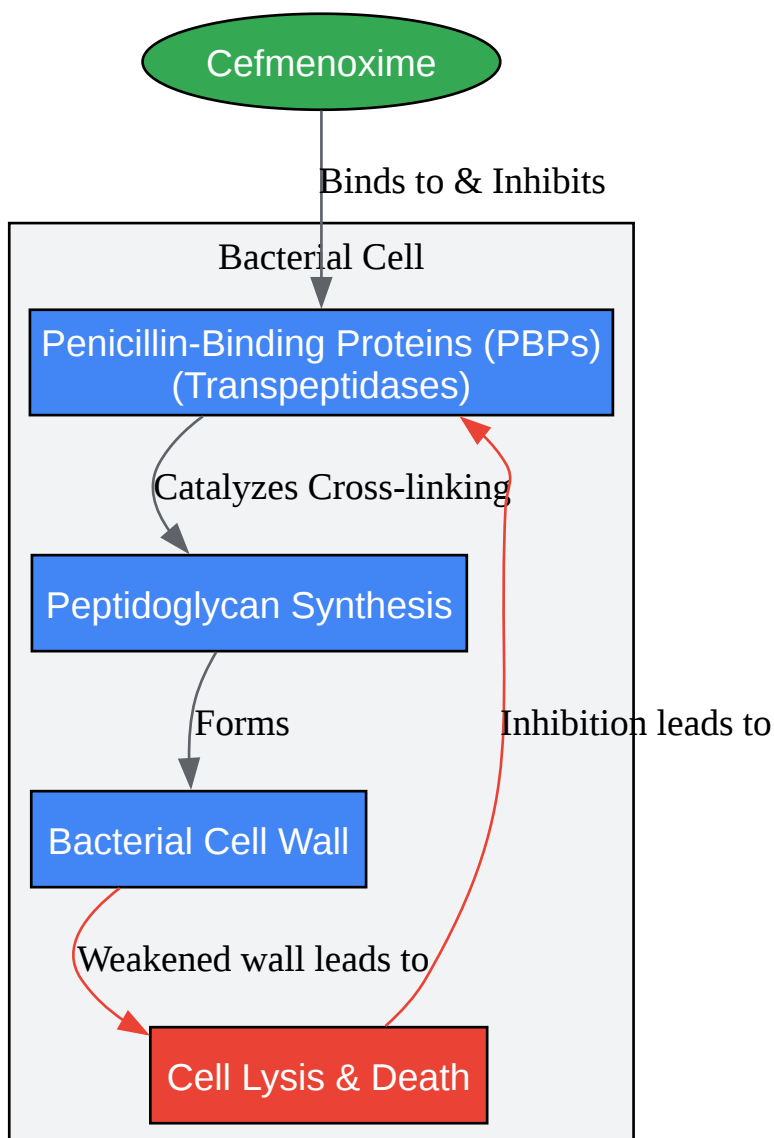 Cefmenoxime
Binds to & Inhibits
Bacterial Cell
Penicillin-Binding Proteins (PBPs)
(Transpeptidases)
Catalyzes Cross-linking
Peptidoglycan Synthesis
Forms
Inhibition leads to
Bacterial Cell Wall
Weakened wall leads to
Cell Lysis & Death